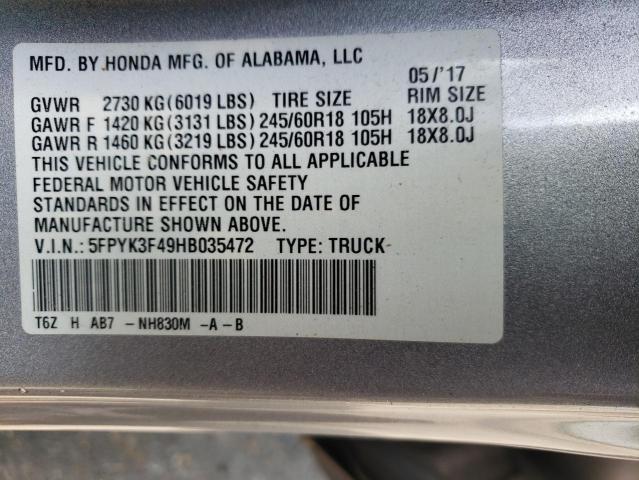 MFD. BY HONDA MFG. OF ALABAMA, LLC
05/'17
GVWR 2730 KG(6019 LBS) TIRE SIZE RIM SIZE
GAWR F 1420 KG(3131 LBS) 245/60R18 105H 18X8.0J
GAWR R 1460 KG(3219 LBS) 245/60R18 105H 18X8.0J
THIS VEHICLE CONFORMS TO ALL APPLICABLE
FEDERAL MOTOR VEHICLE SAFETY
STANDARDS IN EFFECT ON THE DATE OF
MANUFACTURE SHOWN ABOVE.
V.I.N.: 5FPYK3F49HB035472 TYPE: TRUCK
T6Z H AB7 - NH830M - A - B